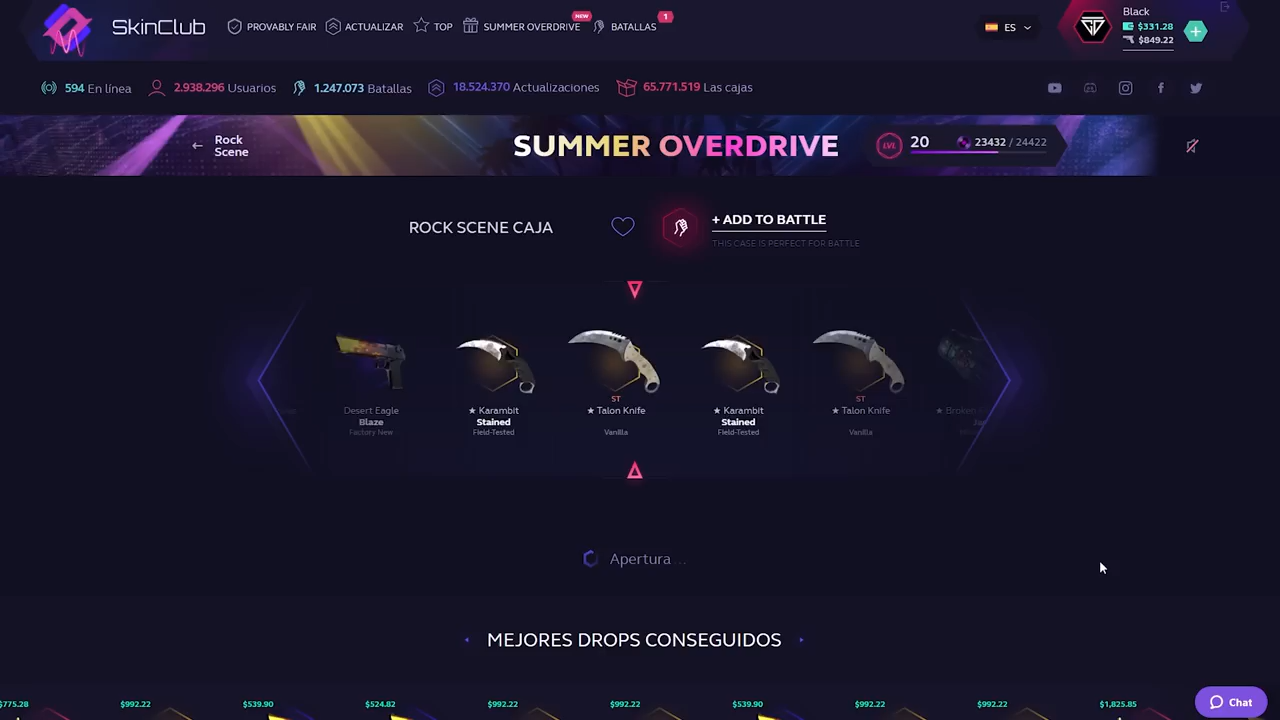 SkinClub
PROVABLY FAIR
ACTUALIZAR
TOP
SUMMER OVERDRIVE
NEW
BATALLAS
1
ES
Black
$331.28
$849.22
594 En línea
2.938.296 Usuarios
1.247.073 Batallas
18.524.370 Actualizaciones
65.771.519 Las cajas
Rock
Scene
SUMMER OVERDRIVE
LVL
20
23432 / 24422
ROCK SCENE CAJA
+ ADD TO BATTLE
THIS CASE IS PERFECT FOR BATTLE
Desert Eagle
Blaze
Factory New
★ Karambit
Stained
Field-Tested
ST
★ Talon Knife
Vanilla
★ Karambit
Stained
Field-Tested
ST
★ Talon Knife
Vanilla
★ Broken
Apertura ...
MEJORES DROPS CONSEGUIDOS
$775.28
$992.22
$539.90
$524.82
$992.22
$992.22
$539.90
$992.22
$992.22
$1,825.85
Chat